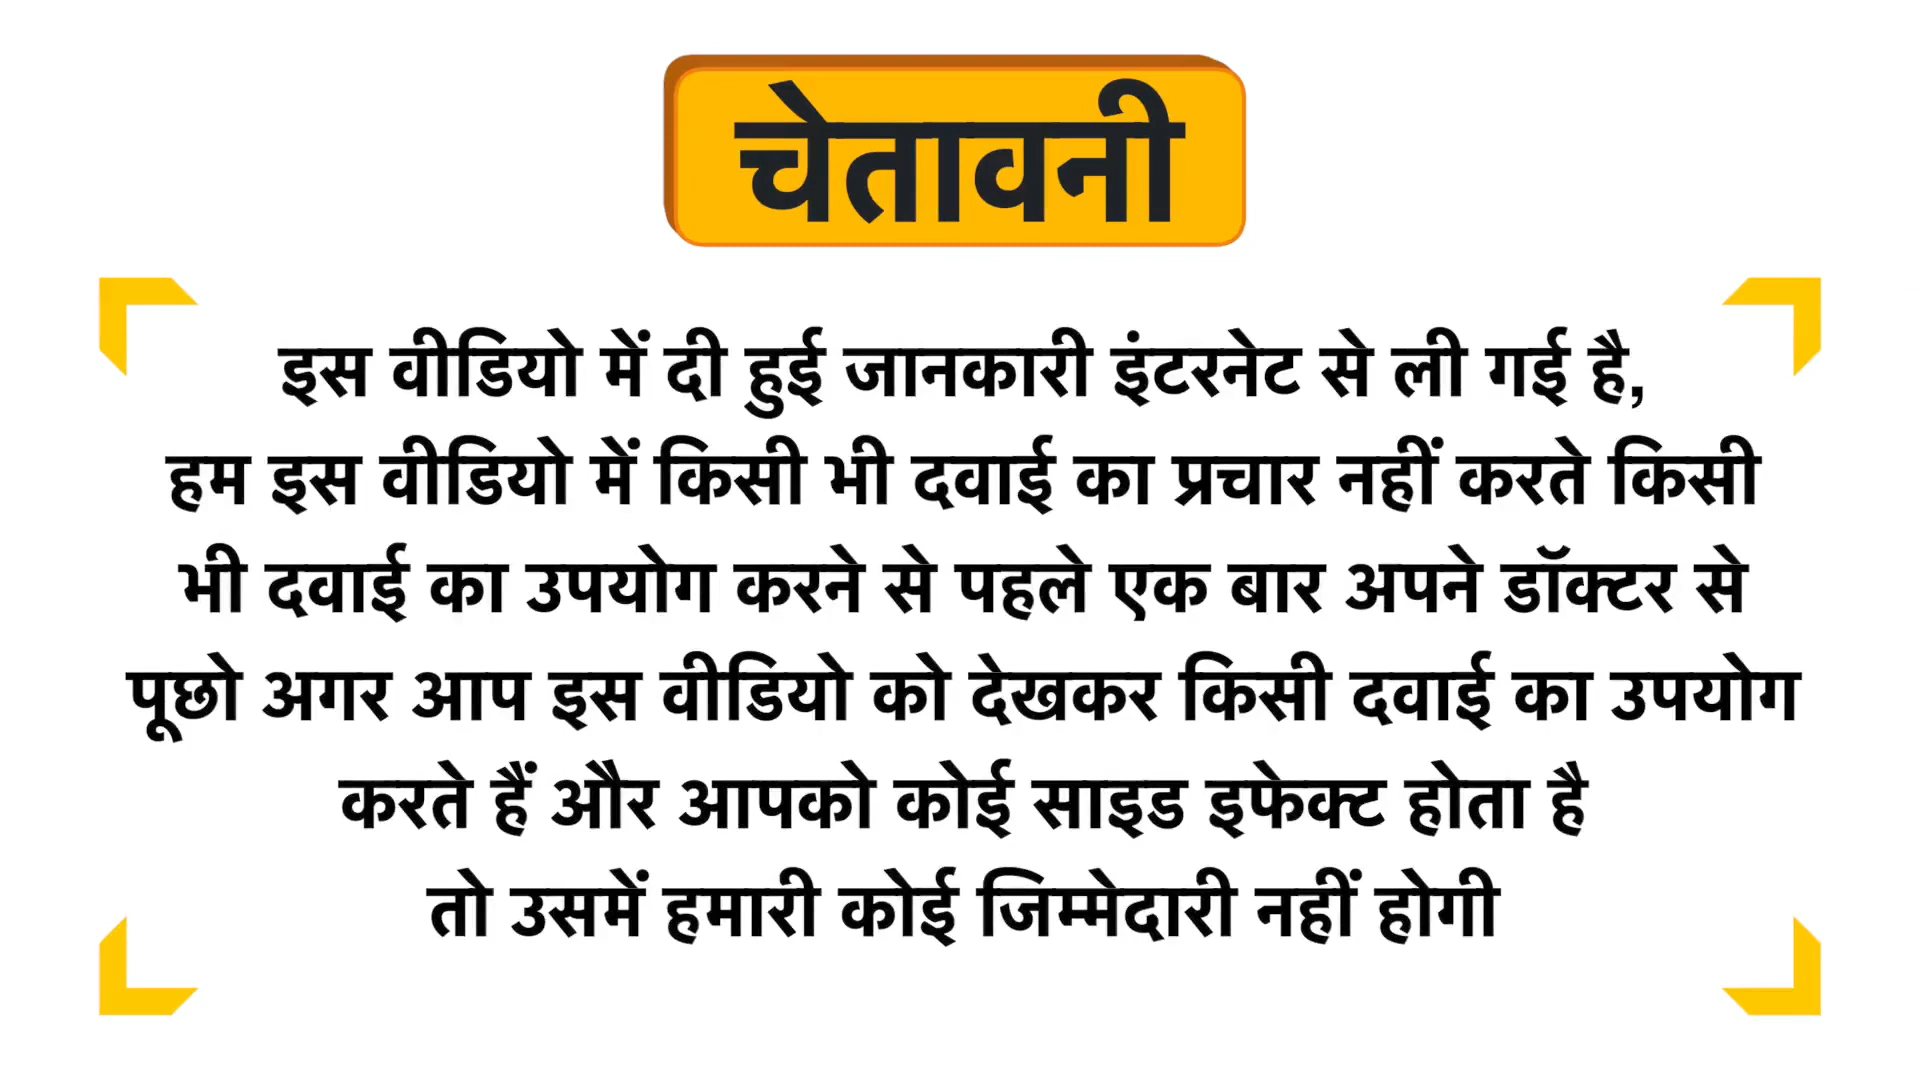 चेतावनी
इस वीडियो में दी हुई जानकारी इंटरनेट से ली गई है,
हम इस वीडियो में किसी भी दवाई का प्रचार नहीं करते किसी
भी दवाई का उपयोग करने से पहले एक बार अपने डॉक्टर से
पूछो अगर आप इस वीडियो को देखकर किसी दवाई का उपयोग
करते हैं और आपको कोई साइड इफेक्ट होता है
तो उसमें हमारी कोई जिम्मेदारी नहीं होगी